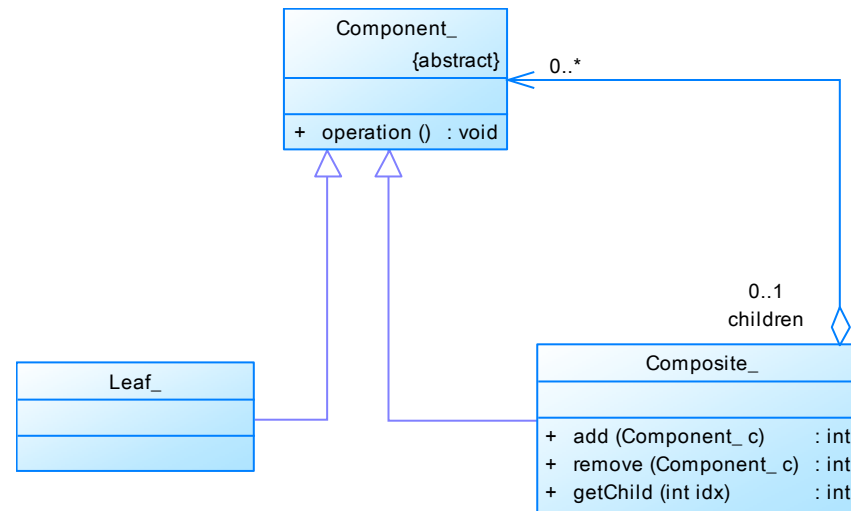 Component_
{abstract}
+ operation () : void
0..*
0..1
children
Leaf_
Composite_
+ add (Component_ c) : int
+ remove (Component_ c) : int
+ getChild (int idx) : int